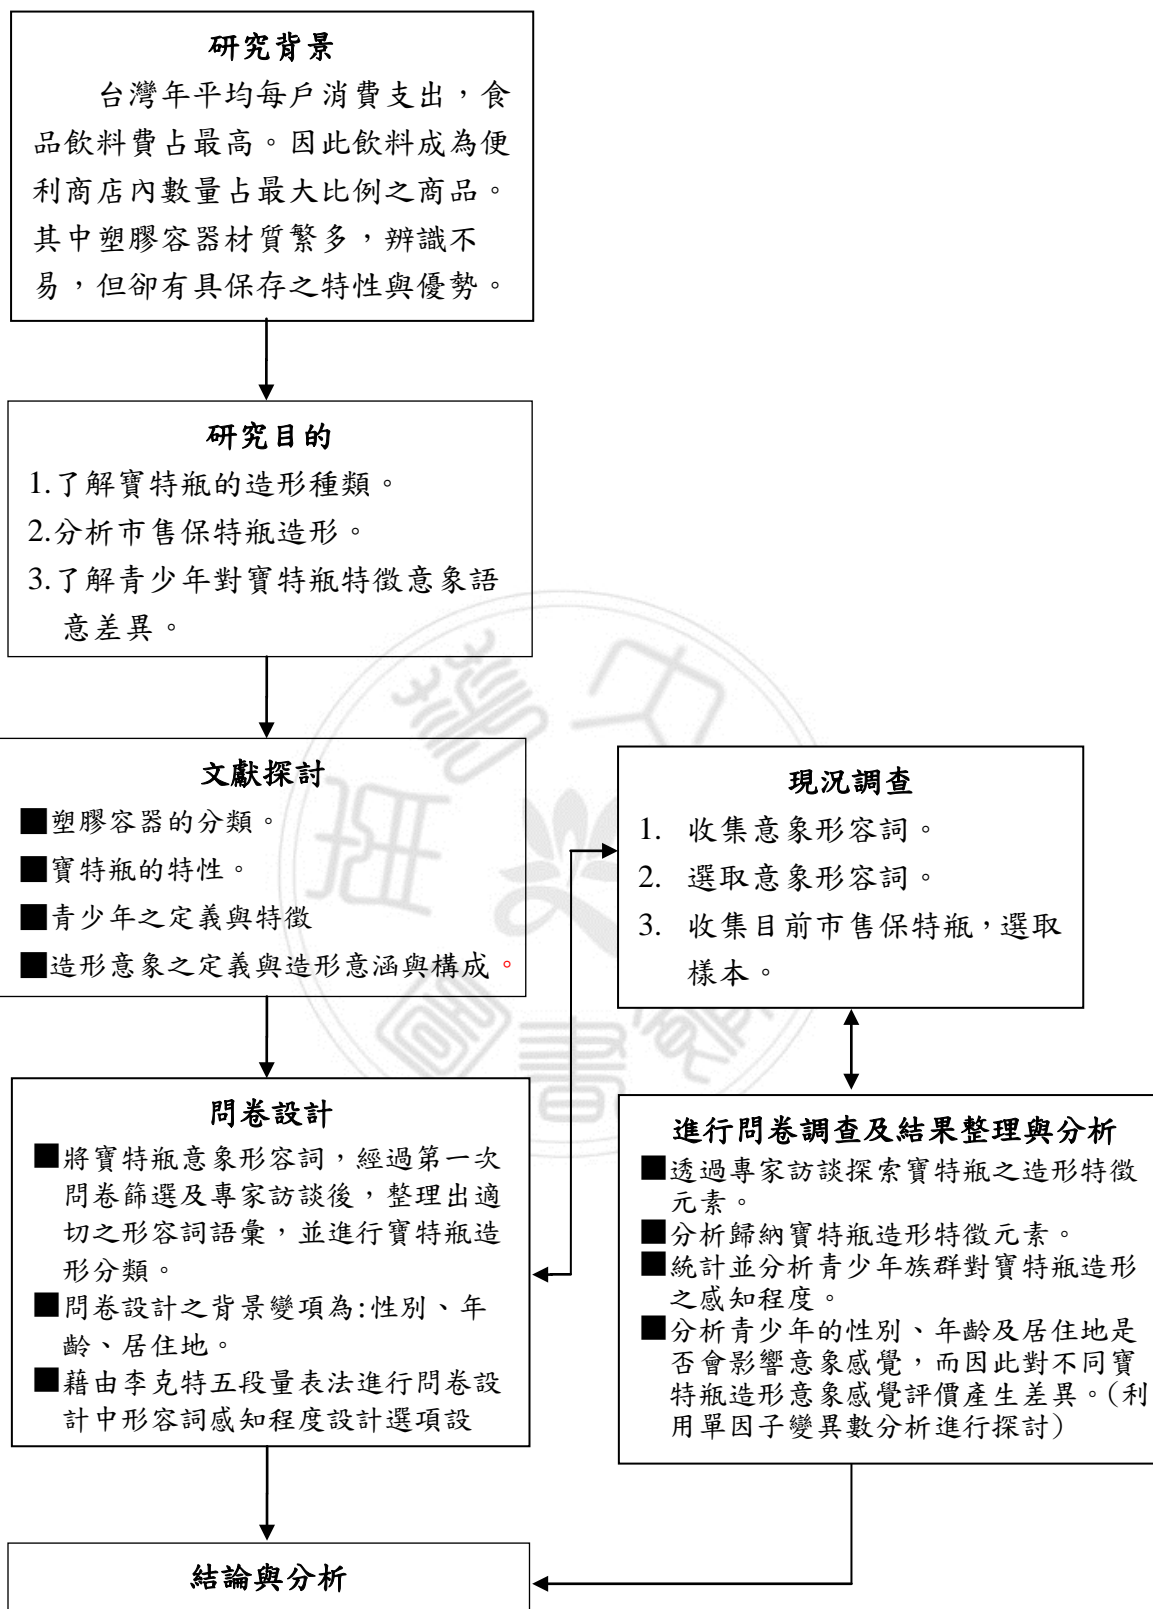 研究背景
台灣年平均每戶消費支出，食
品飲料費占最高。因此飲料成為便
利商店內數量占最大比例之商品。
其中塑膠容器材質繁多，辨識不
易，但卻有具保存之特性與優勢。
研究目的
1.了解寶特瓶的造形種類。
2.分析市售保特瓶造形。
3.了解青少年對寶特瓶特徵意象語
意差異。
文獻探討
■塑膠容器的分類。
■寶特瓶的特性。
■青少年之定義與特徵
■造形意象之定義與造形意涵與構成。
現況調查
1. 收集意象形容詞。
2. 選取意象形容詞。
3. 收集目前市售保特瓶，選取
樣本。
問卷設計
■將寶特瓶意象形容詞，經過第一次
問卷篩選及專家訪談後，整理出適
切之形容詞語彙，並進行寶特瓶造
形分類。
■問卷設計之背景變項為:性別、年
齡、居住地。
■藉由李克特五段量表法進行問卷設
計中形容詞感知程度設計選項設
進行問卷調查及結果整理與分析
■透過專家訪談探索寶特瓶之造形特徵
元素。
■分析歸納寶特瓶造形特徵元素。
■統計並分析青少年族群對寶特瓶造形
之感知程度。
■分析青少年的性別、年齡及居住地是
否會影響意象感覺，而因此對不同寶
特瓶造形意象感覺評價產生差異。(利
用單因子變異數分析進行探討)
結論與分析